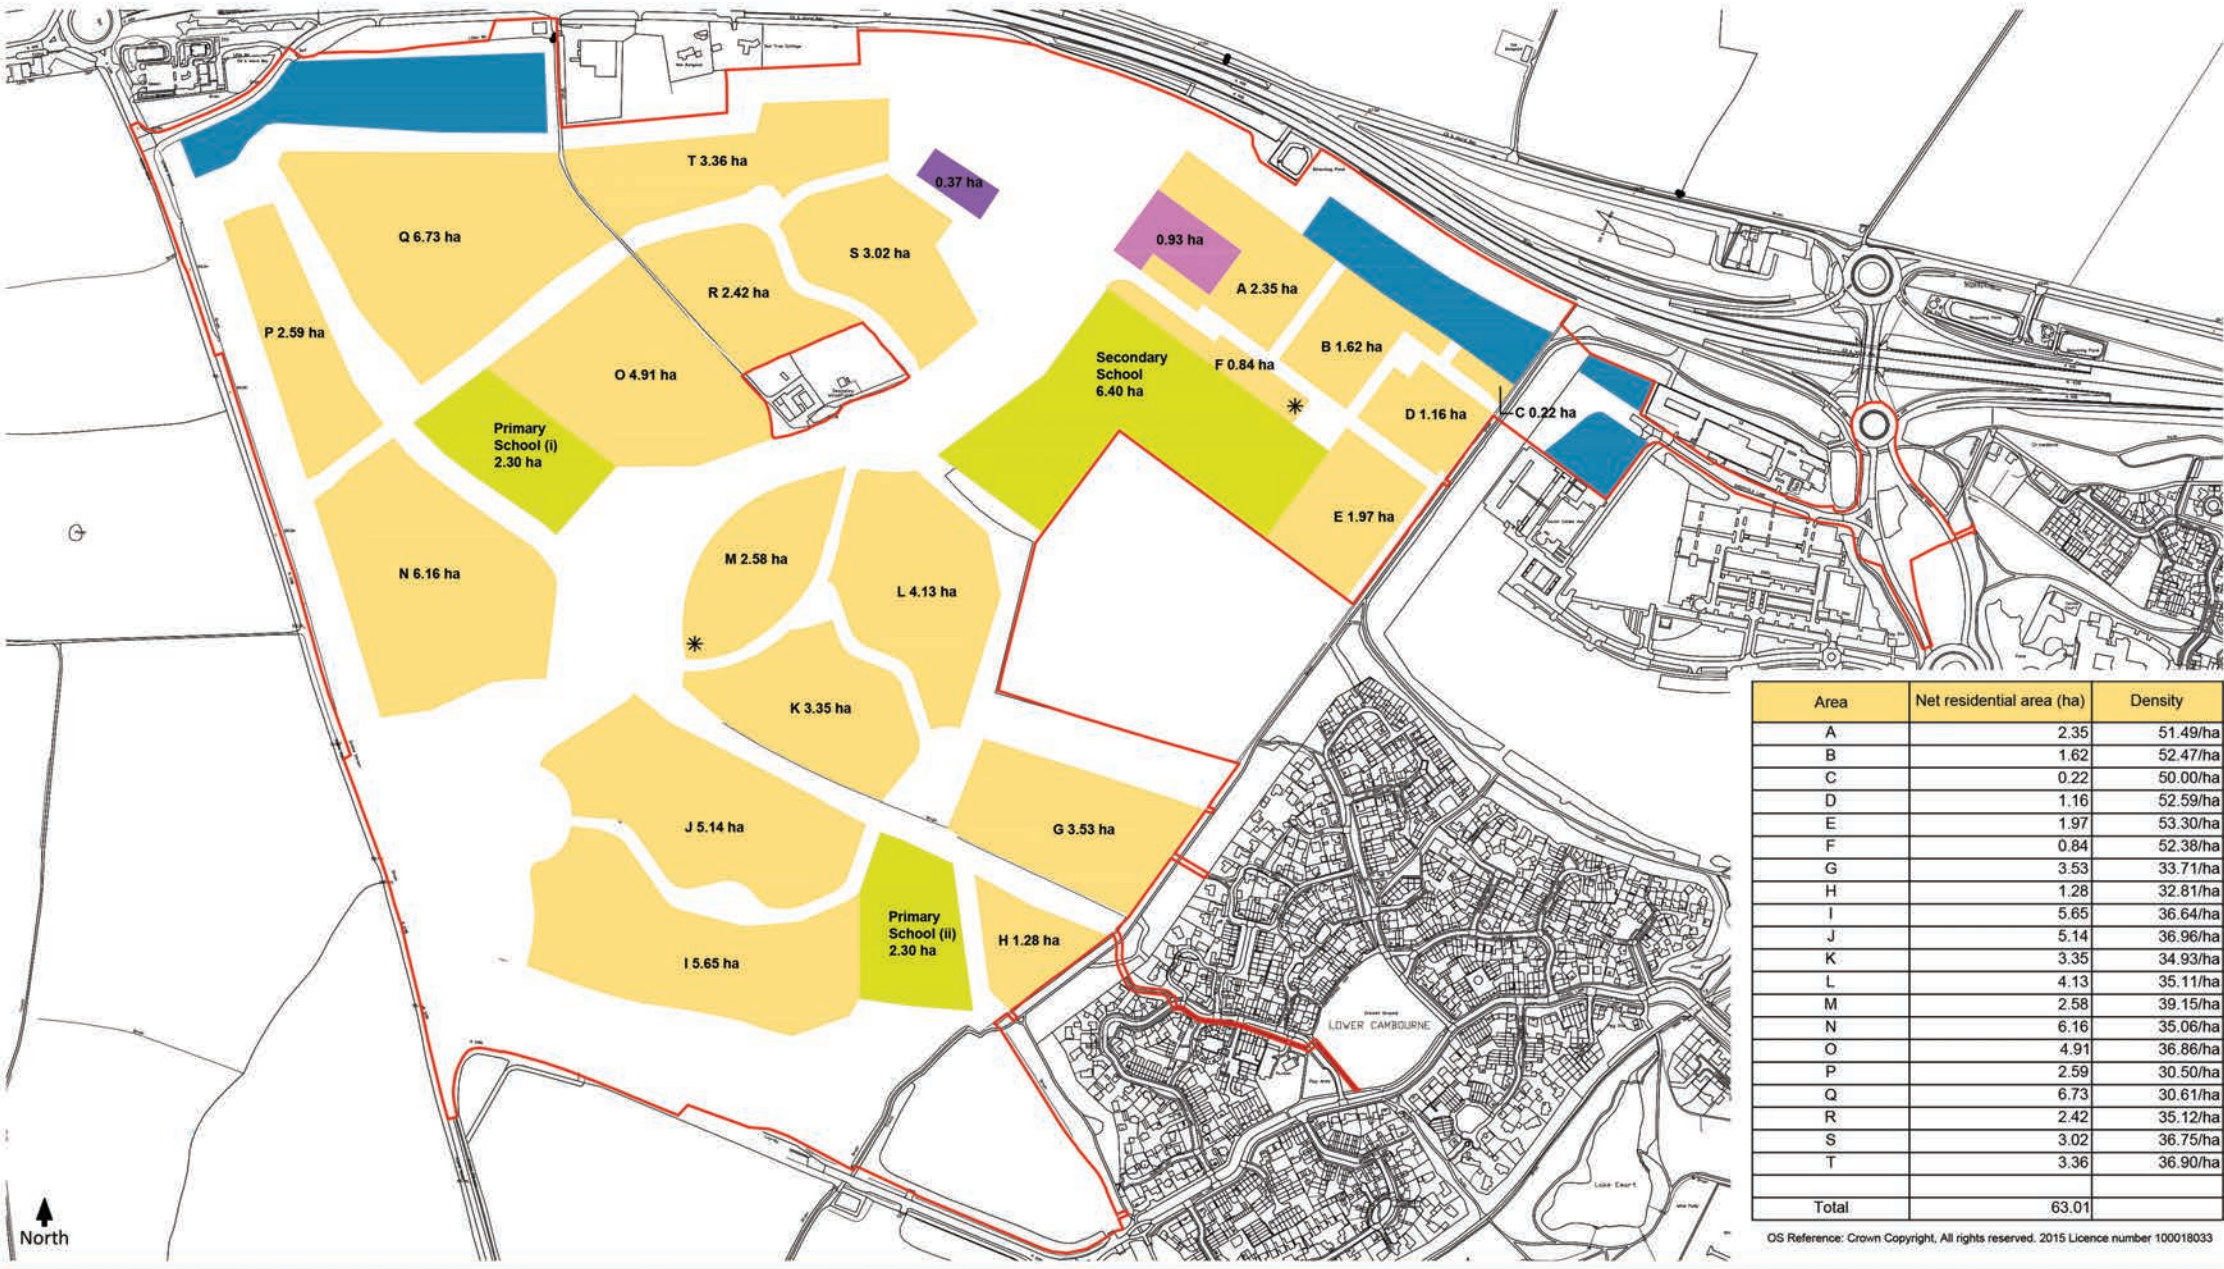 T 3.36 ha
0.37 ha
Q 6.73 ha
0.93 ha
S 3.02 ha
R 2.42 ha
A 2.35 ha
P 2.59 ha
B 1.62 ha
Secondary
School
6.40 ha
F 0.84 ha
O 4.91 ha
D 1.16 ha
C 0.22 ha
Primary
School (i)
2.30 ha
E 1.97 ha
M 2.58 ha
N 6.16 ha
L 4.13 ha
K 3.35 ha
J 5.14 ha
G 3.53 ha
Primary
School (ii)
2.30 ha
H 1.28 ha
I 5.65 ha
LOWER CAMBOURNE
Lake Ewart
North
Area Net residential area (ha) Density
A 2.35 51.49/ha
B 1.62 52.47/ha
C 0.22 50.00/ha
D 1.16 52.59/ha
E 1.97 53.30/ha
F 0.84 52.38/ha
G 3.53 33.71/ha
H 1.28 32.81/ha
I 5.65 36.64/ha
J 5.14 36.96/ha
K 3.35 34.93/ha
L 4.13 35.11/ha
M 2.58 39.15/ha
N 6.16 35.06/ha
O 4.91 36.86/ha
P 2.59 30.50/ha
Q 6.73 30.61/ha
R 2.42 35.12/ha
S 3.02 36.75/ha
T 3.36 36.90/ha
Total 63.01
OS Reference: Crown Copyright, All rights reserved. 2015 Licence number 100018033